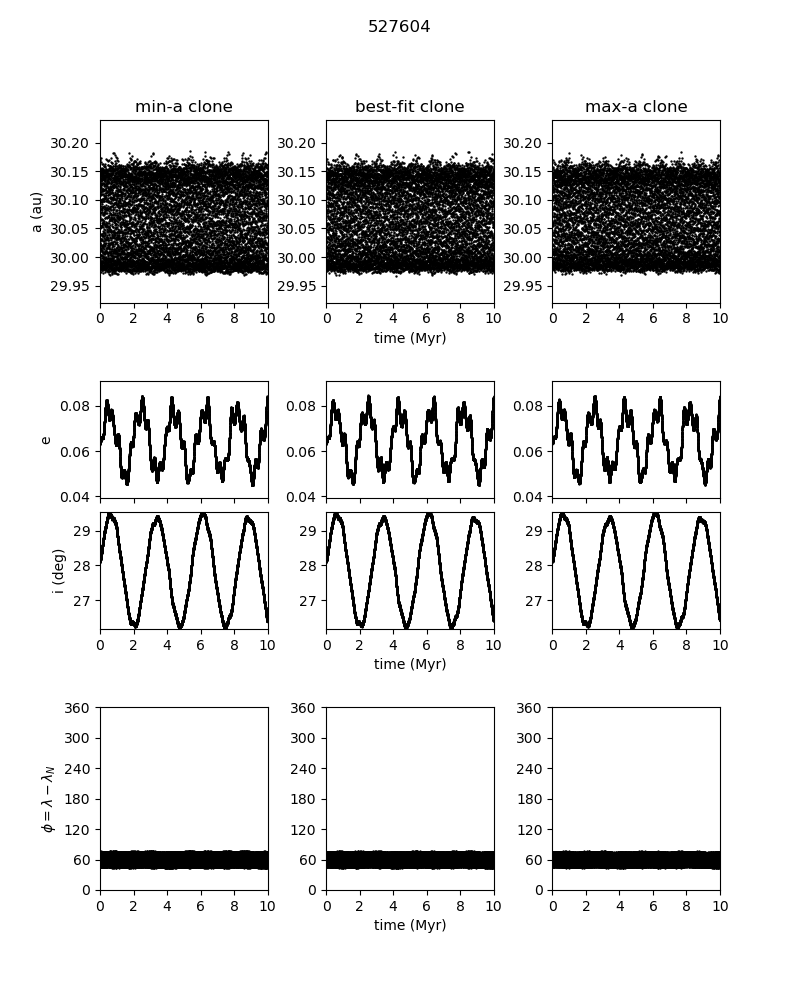 527604
min-a clone best-fit clone max-a clone
30.20 30.20 30.20
30.15 30.15 30.15
30.10 30.10 30.10
30.05 30.05 30.05
30.00 30.00 30.00
29.95 29.95 29.95
a (au)
0 2 4 6 8 10 0 2 4 6 8 10 0 2 4 6 8 10
time (Myr)
0.08 0.08 0.08
0.06 0.06 0.06
0.04 0.04 0.04
e
29 29 29
28 28 28
27 27 27
i (deg)
0 2 4 6 8 10 0 2 4 6 8 10 0 2 4 6 8 10
time (Myr)
360 360 360
300 300 300
240 240 240
180 180 180
120 120 120
60 60 60
0 0 0
ϕ = λ − λ_N
0 2 4 6 8 10 0 2 4 6 8 10 0 2 4 6 8 10
time (Myr)